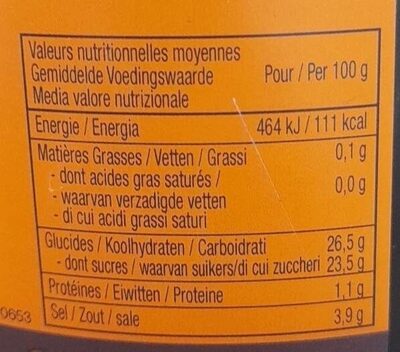 Valeurs nutritionnelles moyennes
Gemiddelde Voedingswaarde Pour / Per 100 g
Media valore nutrizionale
Energie / Energia 464 kJ / 111 kcal
Matières Grasses / Vetten / Grassi 0,1 g
- dont acides gras saturés / 0,0 g
- waarvan verzadigde vetten
- di cui acidi grassi saturi
Glucides / Koolhydraten / Carboidrati 26,5 g
- dont sucres / waarvan suikers/di cui zuccheri 23,5 g
Protéines / Eiwitten / Proteine 1,1 g
Sel / Zout / sale 3,9 g
0653